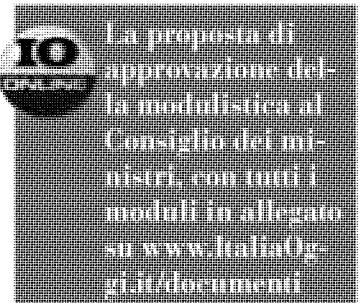 IO
ONLINE
La proposta di
approvazione del-
la modulistica al
Consiglio dei mi-
nistri, con tutti i
moduli in allegato
su www.ItaliaOg-
gi.it/documenti